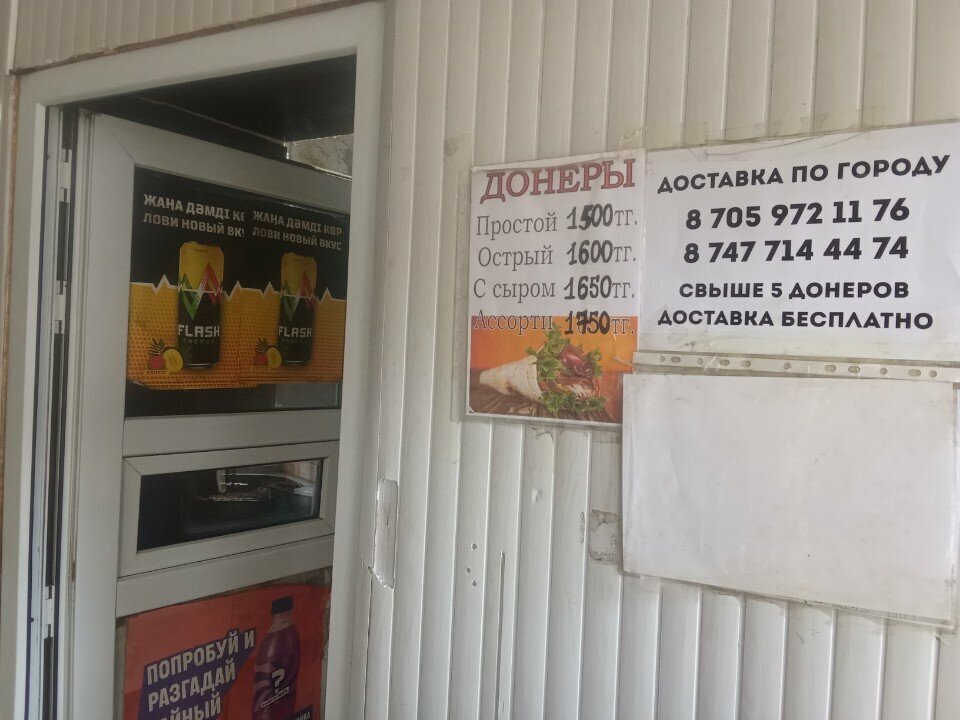 ЖАҢА ДӘМДІ
ЛОВИ НОВЫЙ
ЖАҢА ДӘМДІ КӨР
ЛОВИ НОВЫЙ ВКУС
FLASH
ENERGY
FLASH
ENERGY
ПОПРОБУЙ И
РАЗГАДАЙ
ДОНЕРЫ
Простой 1500тг.
Острый 1600тг.
С сыром 1650тг.
Ассорти 1750тг.
ДОСТАВКА ПО ГОРОДУ
8 705 972 11 76
8 747 714 44 74
СВЫШЕ 5 ДОНЕРОВ
ДОСТАВКА БЕСПЛАТНО